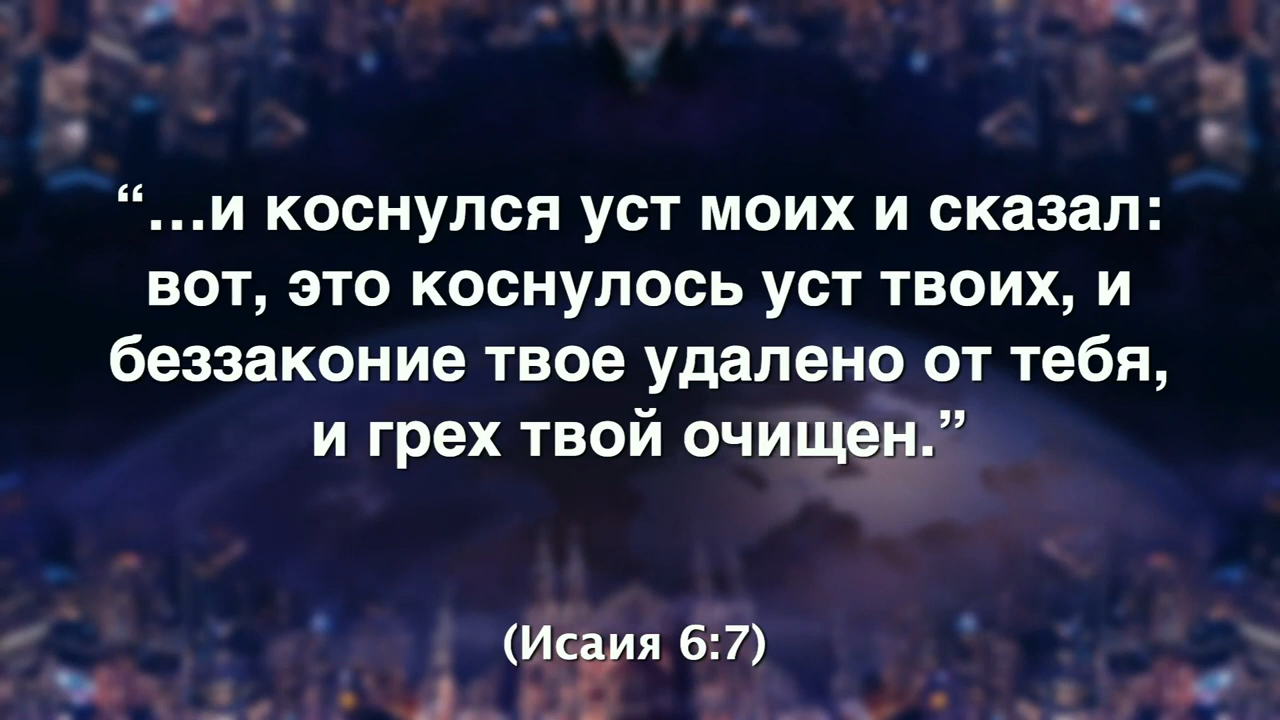 “…и коснулся уст моих и сказал:
вот, это коснулось уст твоих, и
беззаконие твое удалено от тебя,
и грех твой очищен.”
(Исаия 6:7)